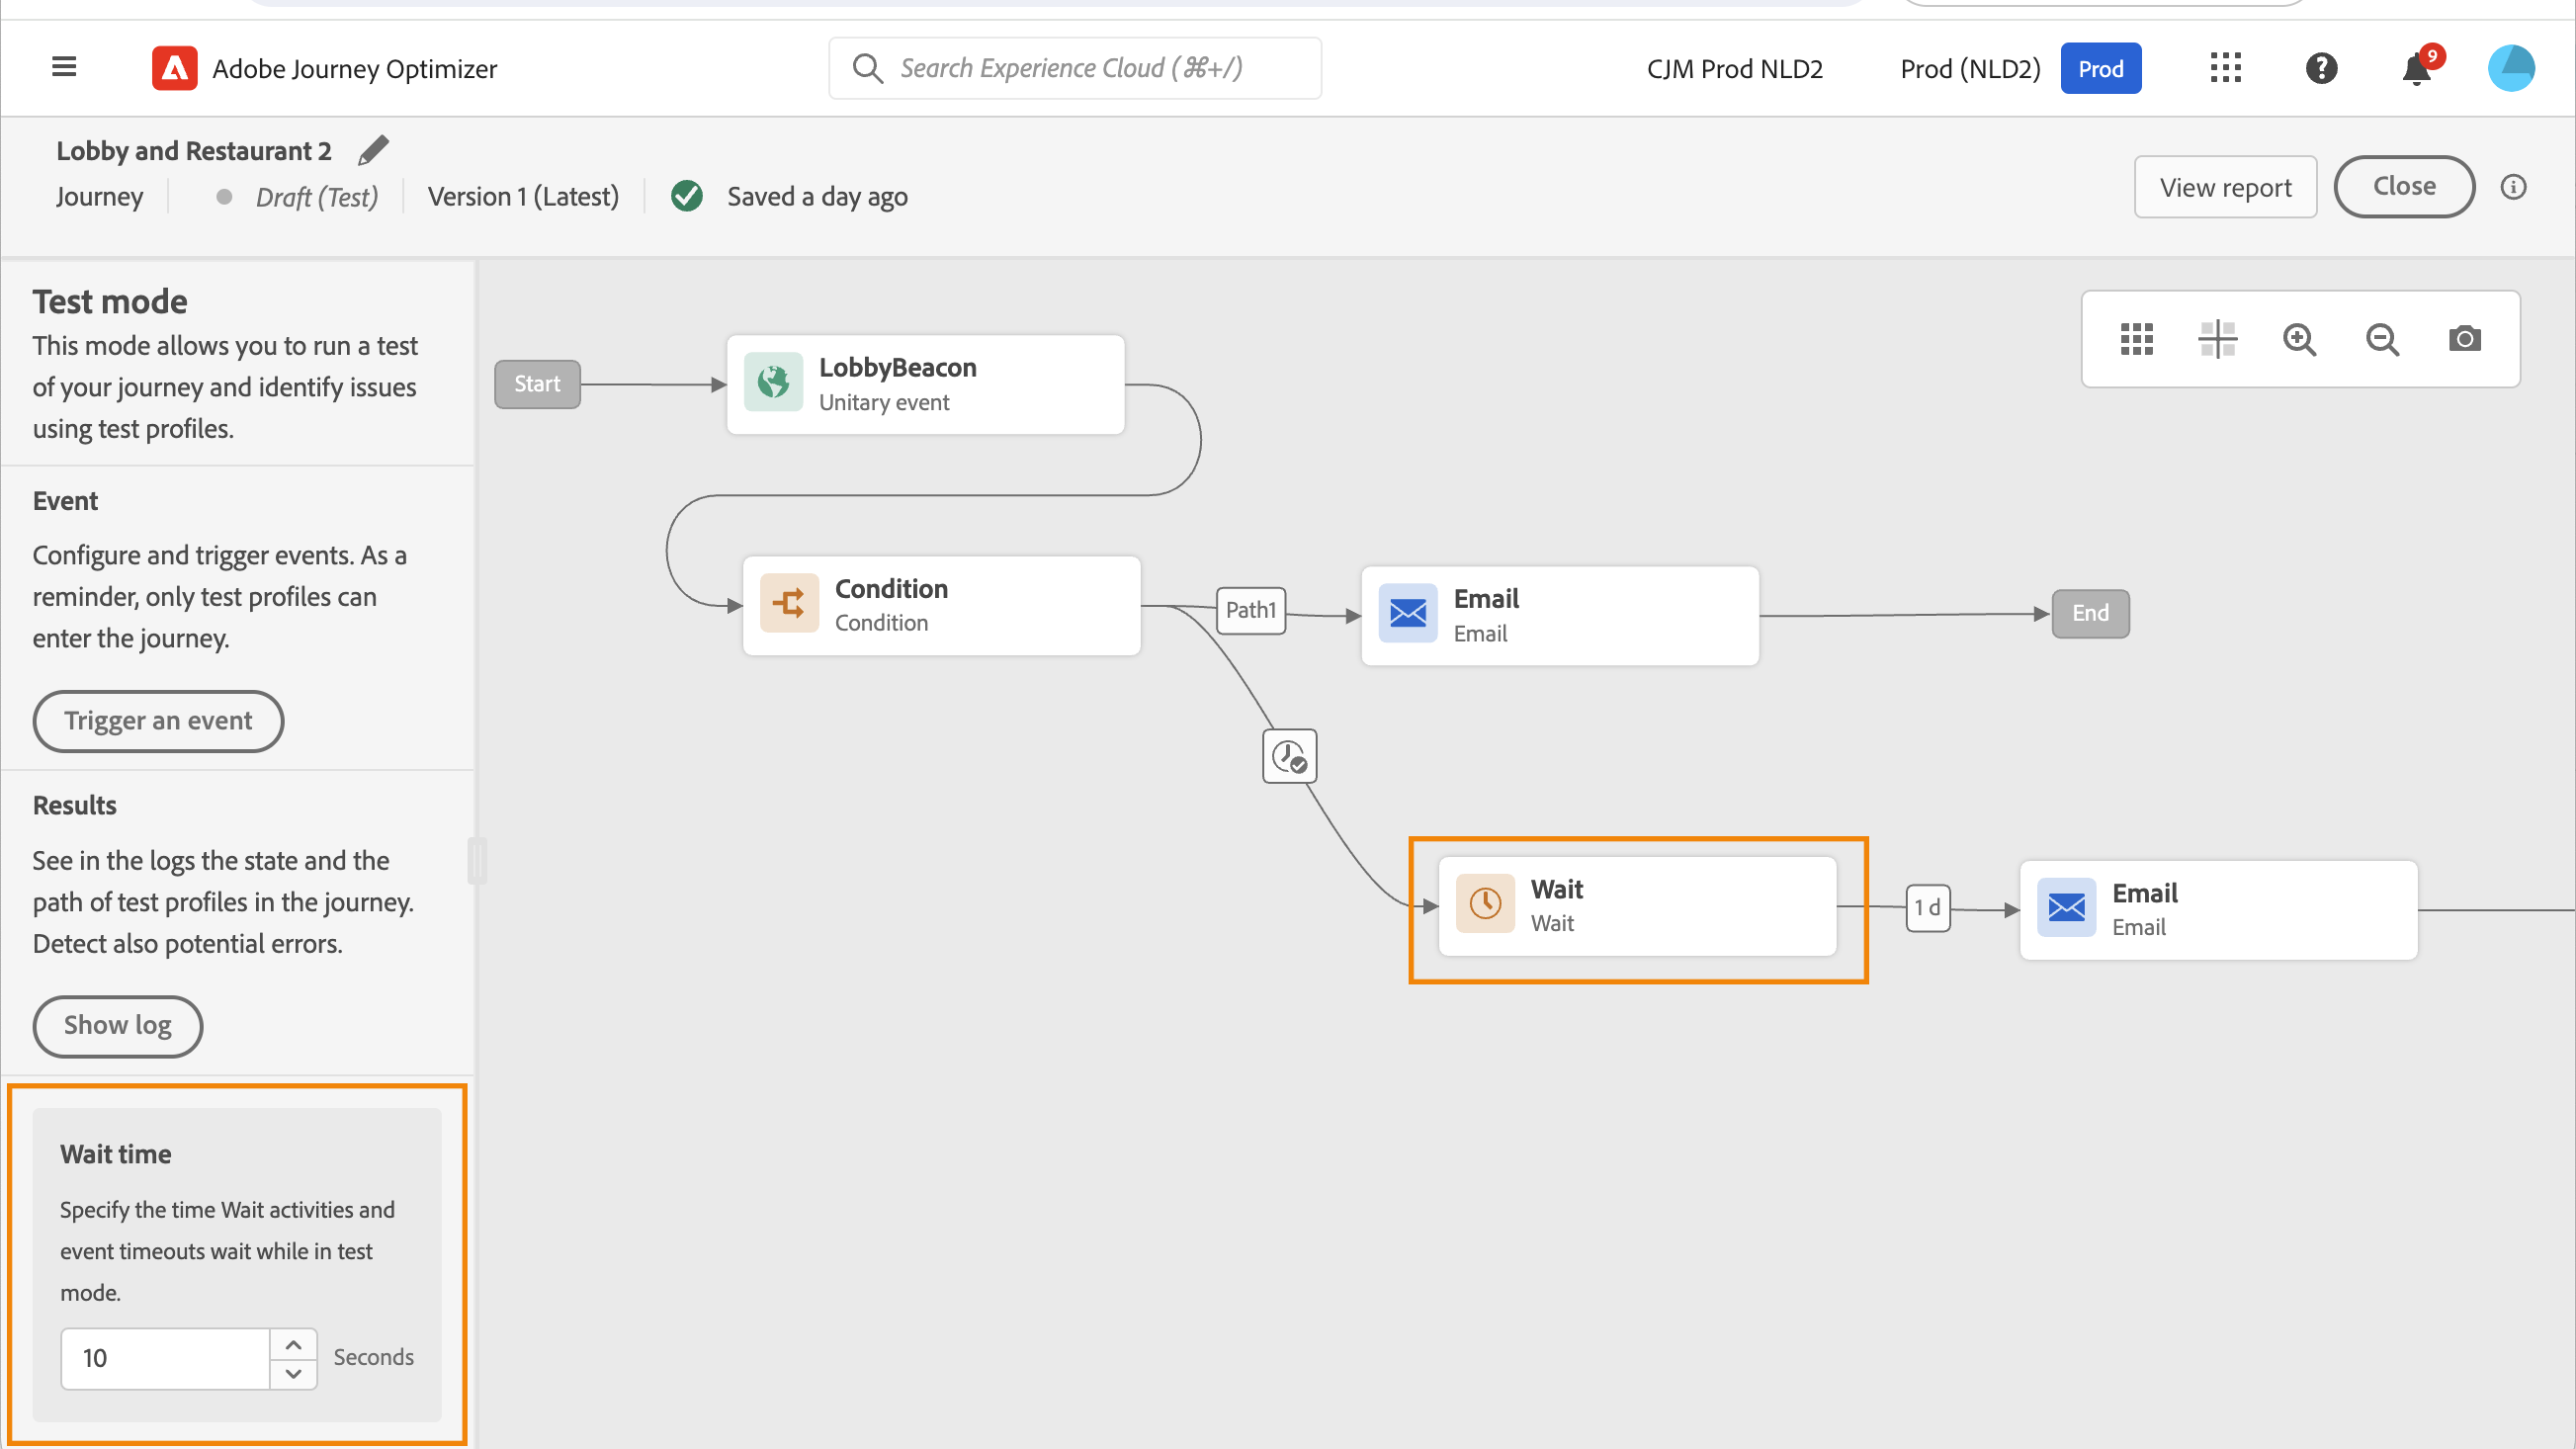 Adobe Journey Optimizer
Search Experience Cloud (⌘+/)
CJM Prod NLD2
Prod (NLD2)
Prod
9
Lobby and Restaurant 2
Journey
Draft (Test)
Version 1 (Latest)
Saved a day ago
View report
Close
Test mode
This mode allows you to run a test
of your journey and identify issues
using test profiles.
Event
Configure and trigger events. As a
reminder, only test profiles can
enter the journey.
Trigger an event
Results
See in the logs the state and the
path of test profiles in the journey.
Detect also potential errors.
Show log
Wait time
Specify the time Wait activities and
event timeouts wait while in test
mode.
10
Seconds
Start
LobbyBeacon
Unitary event
Condition
Condition
Path1
Email
Email
End
Wait
Wait
1 d
Email
Email